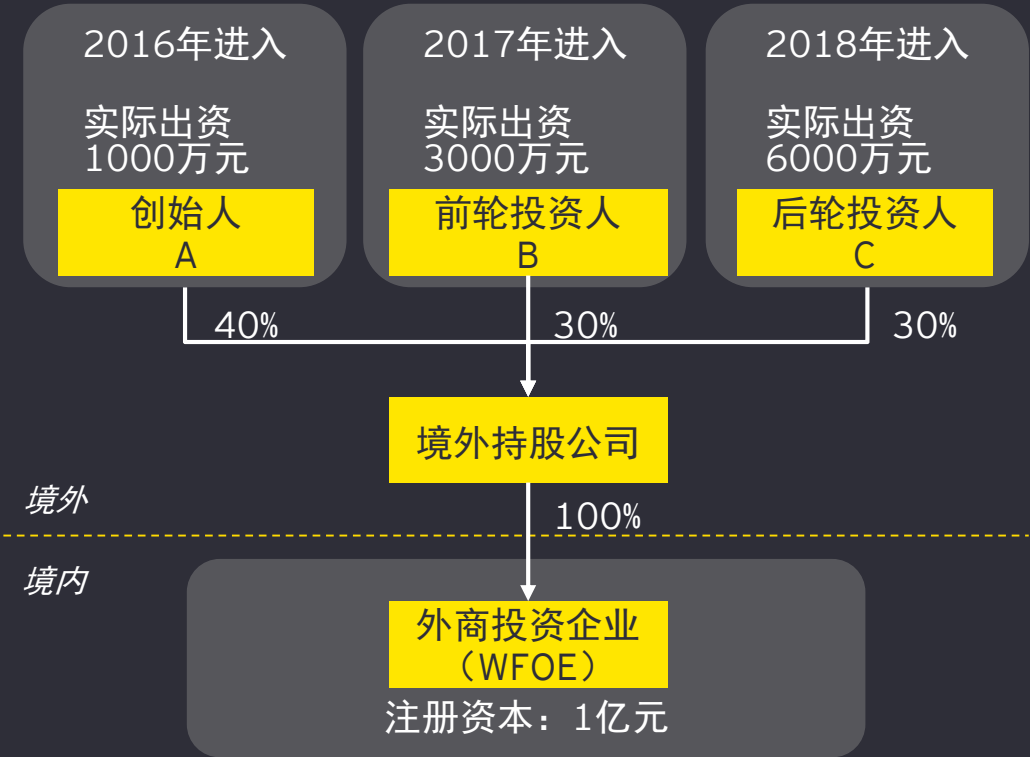 2016年进入
实际出资
1000万元
创始人
A
2017年进入
实际出资
3000万元
前轮投资人
B
2018年进入
实际出资
6000万元
后轮投资人
C
40%
30%
30%
境外持股公司
境外
100%
境内
外商投资企业
（WFOE）
注册资本：1亿元